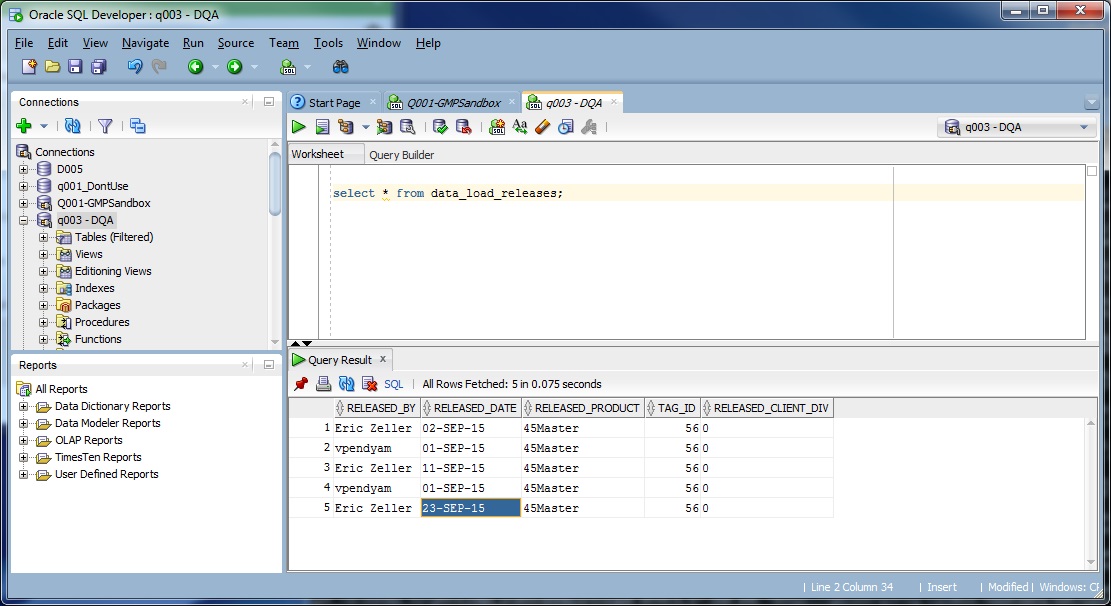 Oracle SQL Developer : q003 - DQA
File Edit View Navigate Run Source Team Tools Window Help
Connections
Connections
D005
q001_DontUse
Q001-GMPSandbox
q003 - DQA
Tables (Filtered)
Views
Editioning Views
Indexes
Packages
Procedures
Functions
Reports
All Reports
Data Dictionary Reports
Data Modeler Reports
OLAP Reports
TimesTen Reports
User Defined Reports
Start Page Q001-GMPSandbox q003 - DQA
q003 - DQA
Worksheet Query Builder
select * from data_load_releases;
Query Result
SQL | All Rows Fetched: 5 in 0.075 seconds
RELEASED_BY RELEASED_DATE RELEASED_PRODUCT TAG_ID RELEASED_CLIENT_DIV
1 Eric Zeller 02-SEP-15 45Master 56 0
2 vpendyam 01-SEP-15 45Master 56 0
3 Eric Zeller 11-SEP-15 45Master 56 0
4 vpendyam 01-SEP-15 45Master 56 0
5 Eric Zeller 23-SEP-15 45Master 56 0
| Line 2 Column 34 | Insert | Modified | Windows: